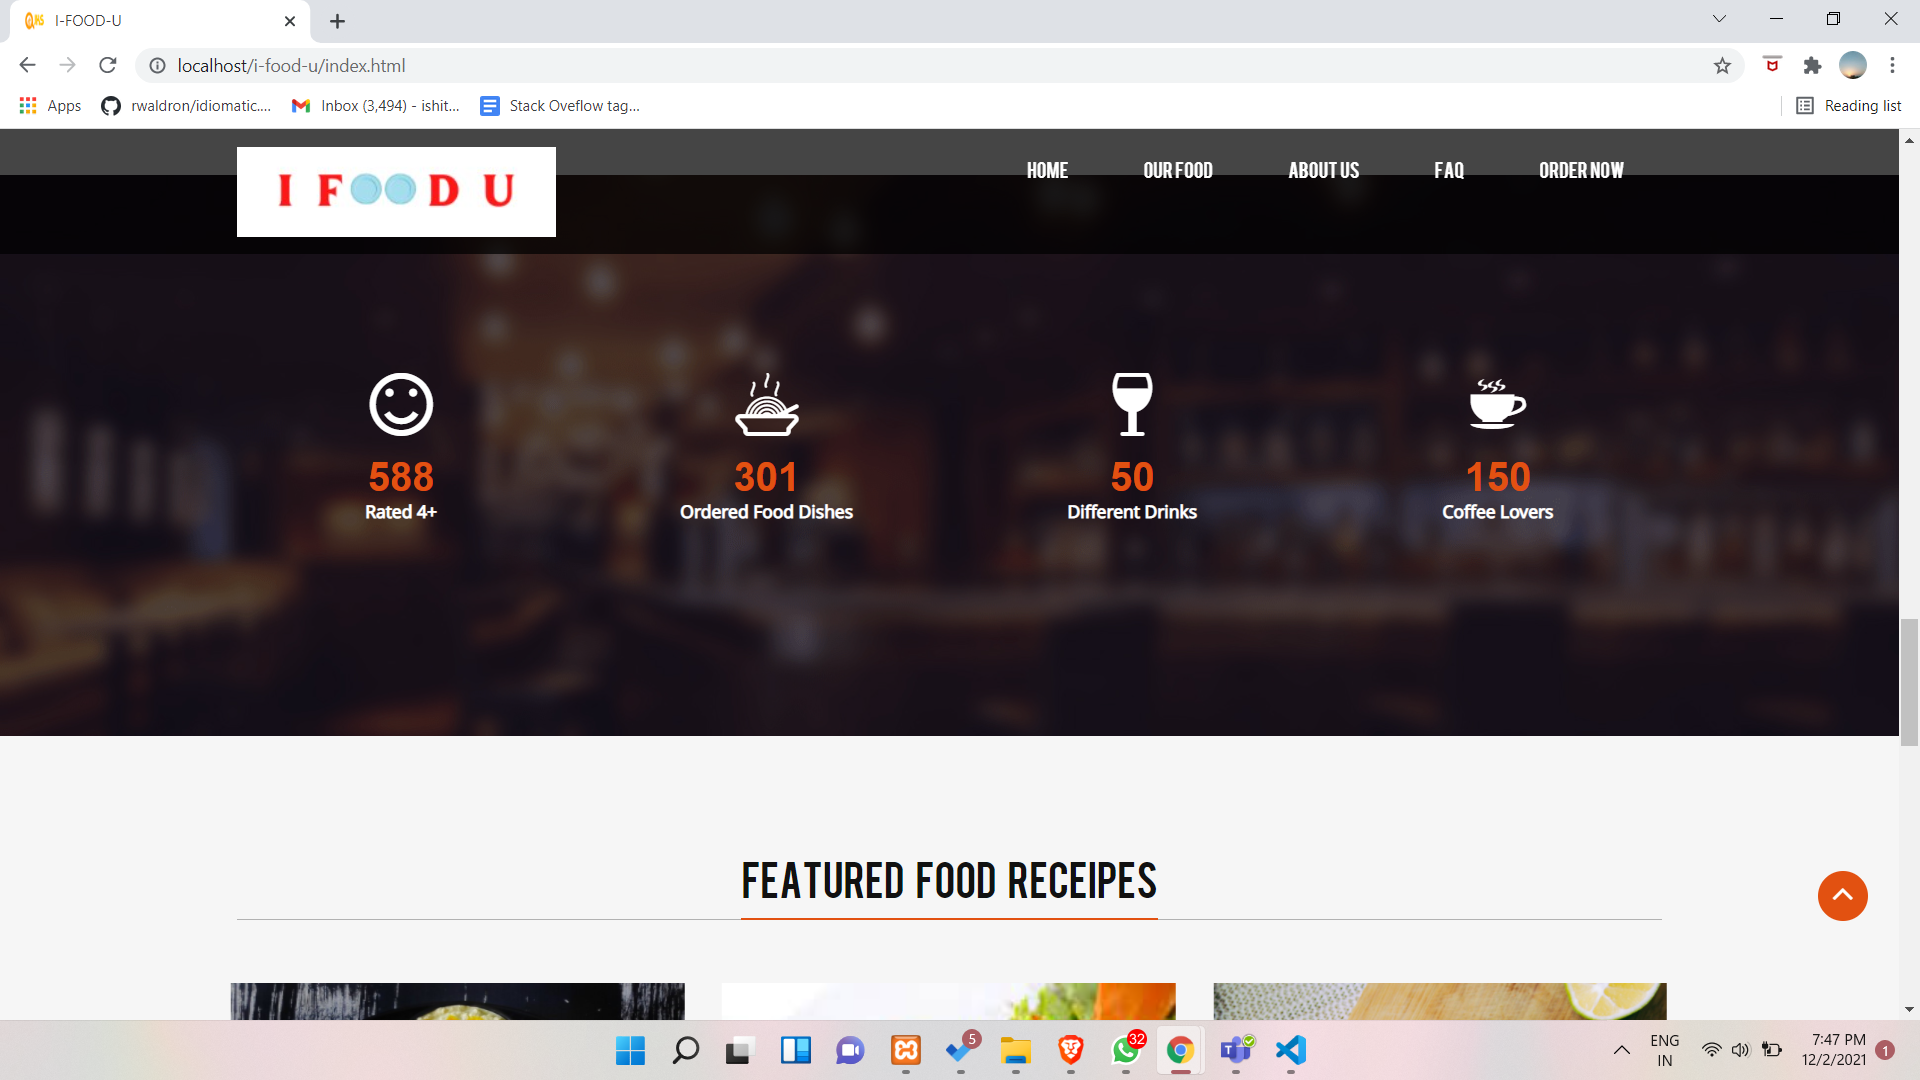 I-FOOD-U
localhost/i-food-u/index.html
Apps
rwaldron/idiomatic....
Inbox (3,494) - ishit...
Stack Oveflow tag...
Reading list
I FOOD U
HOME
OUR FOOD
ABOUT US
FAQ
ORDER NOW
588
Rated 4+
301
Ordered Food Dishes
50
Different Drinks
150
Coffee Lovers
FEATURED FOOD RECEIPES
5
32
ENG
IN
7:47 PM
12/2/2021
1